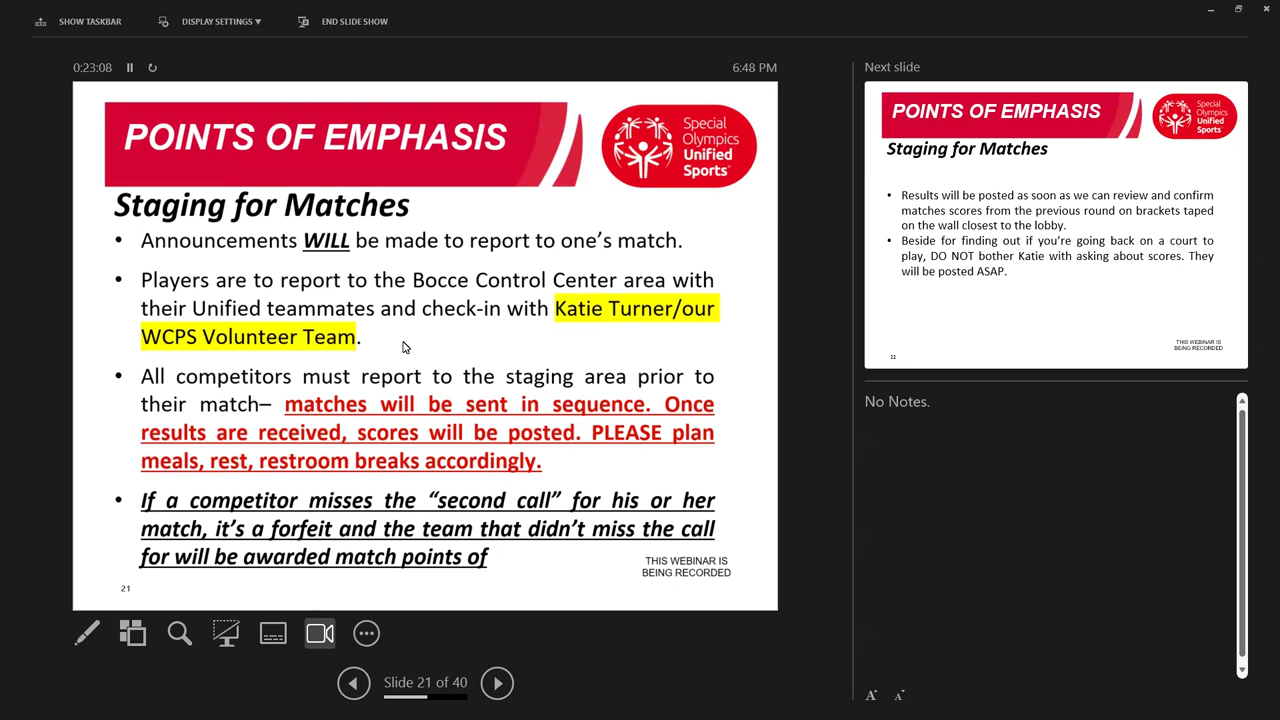 SHOW TASKBAR
DISPLAY SETTINGS ▼
END SLIDE SHOW
0:23:08
6:48 PM
POINTS OF EMPHASIS
Special
Olympics
Unified
Sports®
Staging for Matches
• Announcements WILL be made to report to one’s match.
• Players are to report to the Bocce Control Center area with
their Unified teammates and check-in with Katie Turner/our
WCPS Volunteer Team.
• All competitors must report to the staging area prior to
their match– matches will be sent in sequence. Once
results are received, scores will be posted. PLEASE plan
meals, rest, restroom breaks accordingly.
• If a competitor misses the “second call” for his or her
match, it’s a forfeit and the team that didn’t miss the call
for will be awarded match points of
THIS WEBINAR IS
BEING RECORDED
21
Slide 21 of 40
Next slide
POINTS OF EMPHASIS
Special
Olympics
Unified
Sports®
Staging for Matches
• Results will be posted as soon as we can review and confirm
matches scores from the previous round on brackets taped
on the wall closest to the lobby.
• Beside for finding out if you’re going back on a court to
play, DO NOT bother Katie with asking about scores. They
will be posted ASAP.
THIS WEBINAR IS
BEING RECORDED
22
No Notes.
A A